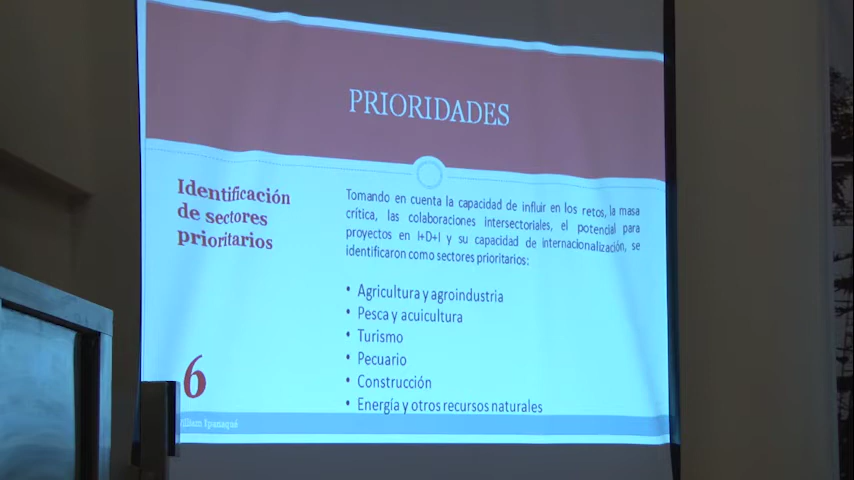 PRIORIDADES
Identificación
de sectores
prioritarios
6
Tomando en cuenta la capacidad de influir en los retos, la masa
crítica, las colaboraciones intersectoriales, el potencial para
proyectos en I+D+I y su capacidad de internacionalización, se
identificaron como sectores prioritarios:
• Agricultura y agroindustria
• Pesca y acuicultura
• Turismo
• Pecuario
• Construcción
• Energía y otros recursos naturales
Ipanaqué